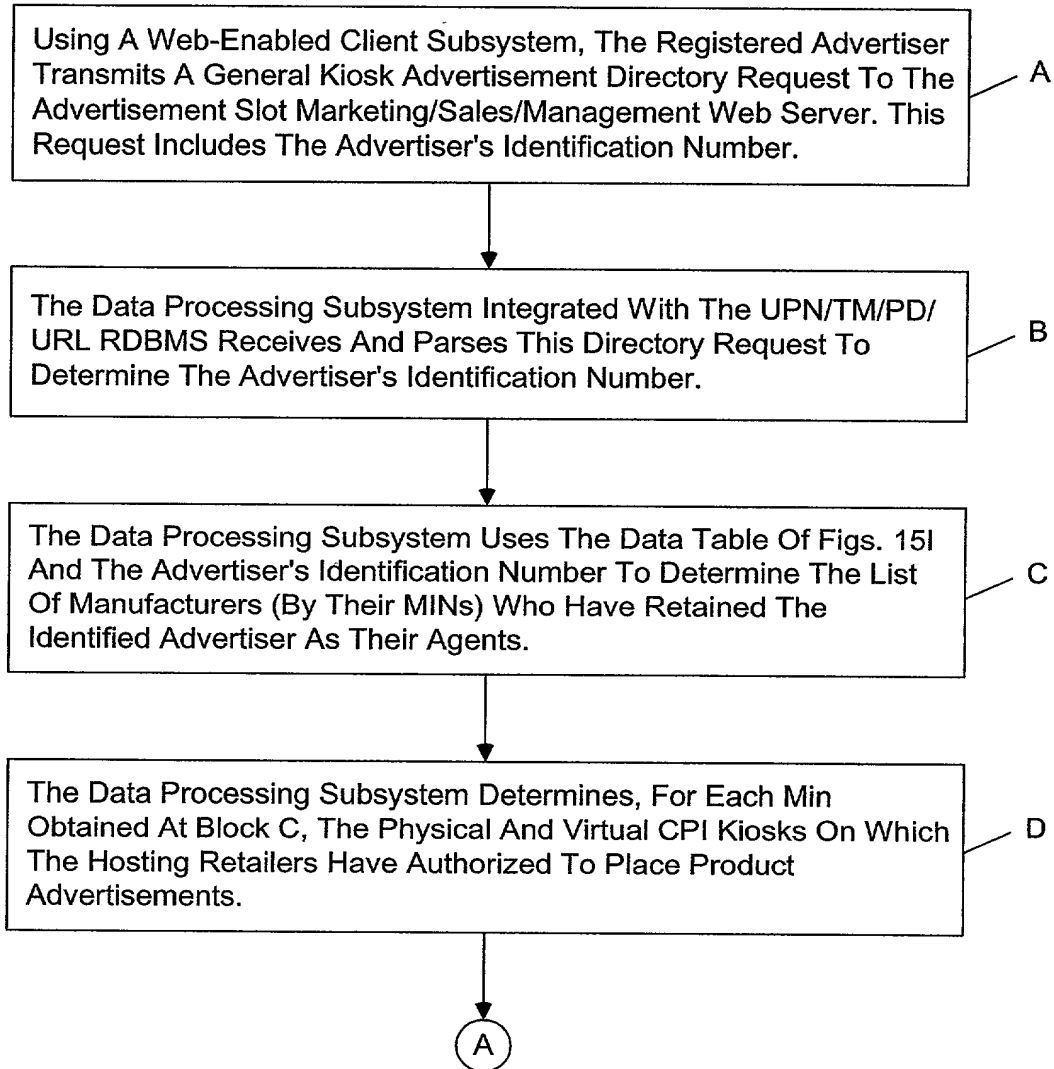 Using A Web-Enabled Client Subsystem, The Registered Advertiser
Transmits A General Kiosk Advertisement Directory Request To The
Advertisement Slot Marketing/Sales/Management Web Server. This
Request Includes The Advertiser's Identification Number.
A
The Data Processing Subsystem Integrated With The UPN/TM/PD/
URL RDBMS Receives And Parses This Directory Request To
Determine The Advertiser's Identification Number.
B
The Data Processing Subsystem Uses The Data Table Of Figs. 15I
And The Advertiser's Identification Number To Determine The List
Of Manufacturers (By Their MINs) Who Have Retained The
Identified Advertiser As Their Agents.
C
The Data Processing Subsystem Determines, For Each Min
Obtained At Block C, The Physical And Virtual CPI Kiosks On Which
The Hosting Retailers Have Authorized To Place Product
Advertisements.
D
A